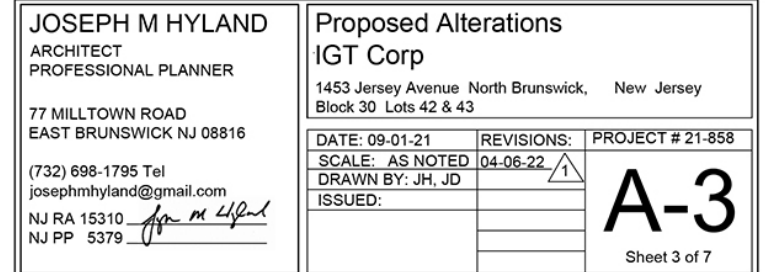 JOSEPH M HYLAND
ARCHITECT
PROFESSIONAL PLANNER
77 MILLTOWN ROAD
EAST BRUNSWICK NJ 08816
(732) 698-1795 Tel
josephmhyland@gmail.com
NJ RA 15310
NJ PP 5379
Joseph M Hyland
Proposed Alterations
IGT Corp
1453 Jersey Avenue North Brunswick, New Jersey
Block 30 Lots 42 & 43
DATE: 09-01-21
SCALE: AS NOTED
DRAWN BY: JH, JD
ISSUED:
REVISIONS:
04-06-22 1
PROJECT # 21-858
A-3
Sheet 3 of 7